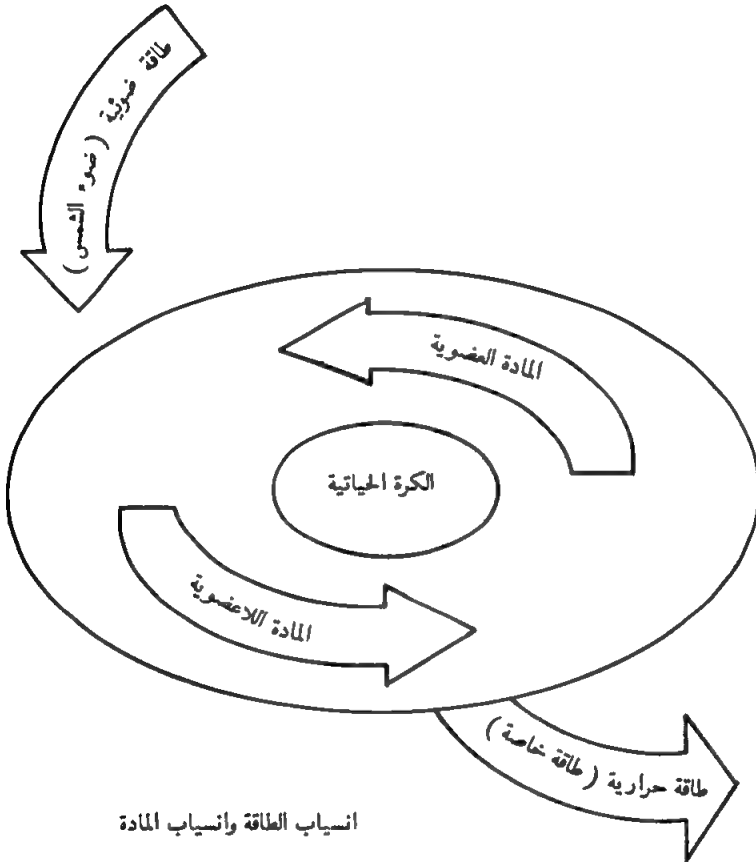 طاقة ضوئية (ضوء الشمس)
المادة العضوية
الكرة الحياتية
المادة اللاعضوية
طاقة حرارية (طاقة خاصة)
انسياب الطاقة وانسياب المادة